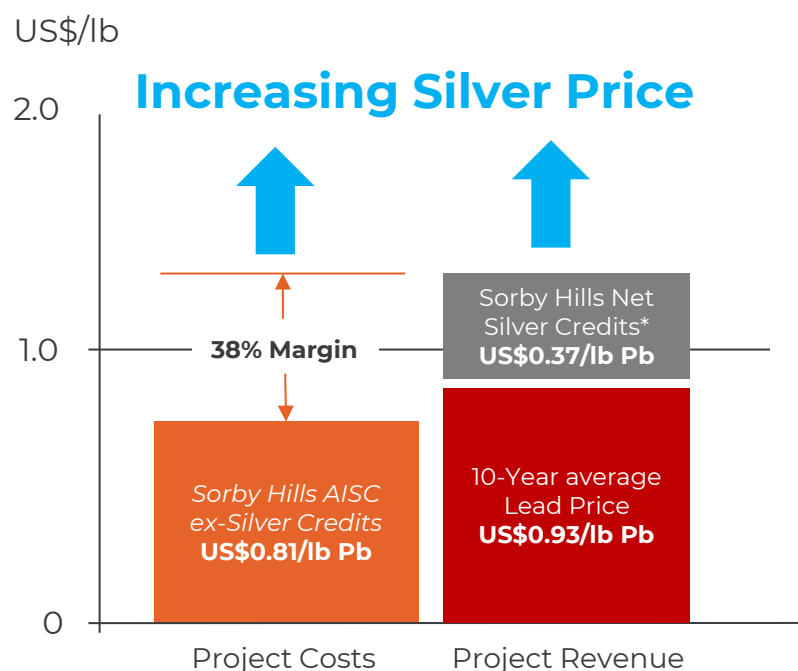 US$/lb
Increasing Silver Price
2.0
Sorby Hills Net
Silver Credits*
US$0.37/lb Pb
1.0
38% Margin
Sorby Hills AISC
ex-Silver Credits
US$0.81/lb Pb
10-Year average
Lead Price
US$0.93/lb Pb
0
Project Costs
Project Revenue